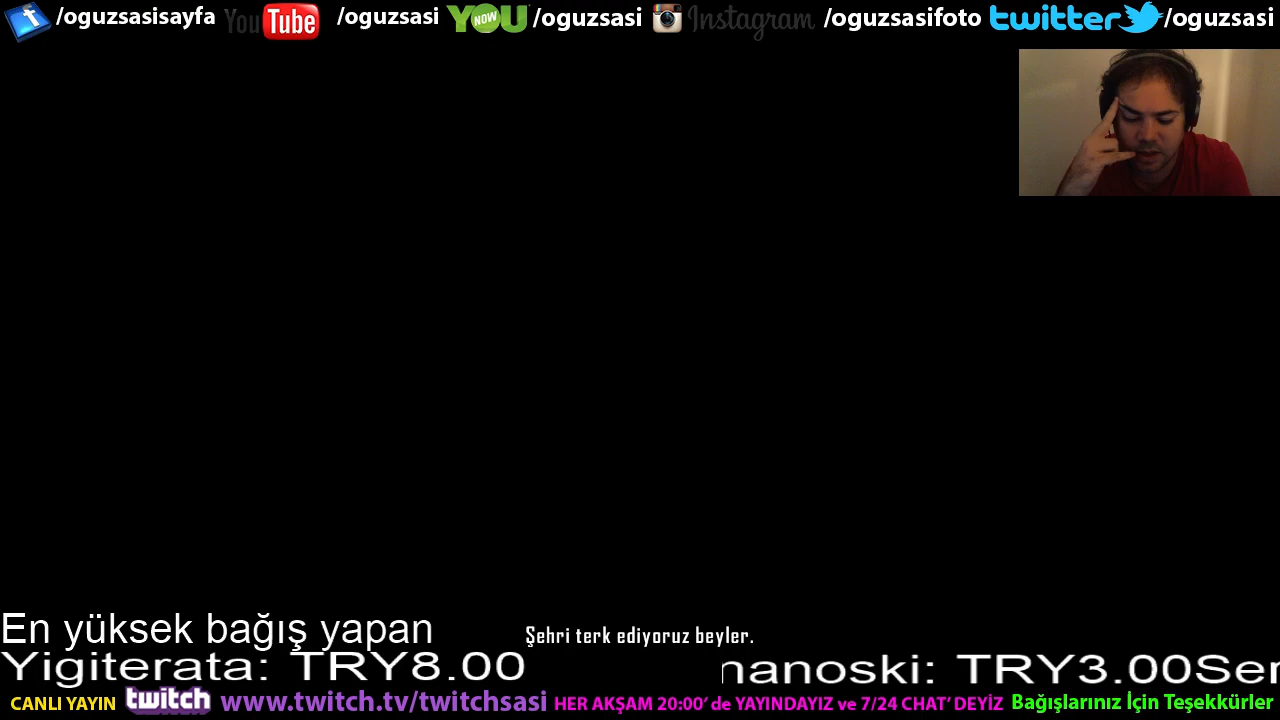 /oguzsasisayfa YouTube /oguzsasi YOU NOW /oguzsasi Instagram /oguzsasifoto twitter /oguzsasi
En yüksek bağış yapan
Şehri terk ediyoruz beyler.
Yigiterata: TRY8.00
nanoski: TRY3.00Ser
CANLI YAYIN twitch www.twitch.tv/twitchsasi HER AKŞAM 20:00' de YAYINDAYIZ ve 7/24 CHAT' DEYİZ Bağışlarınız İçin Teşekkürler